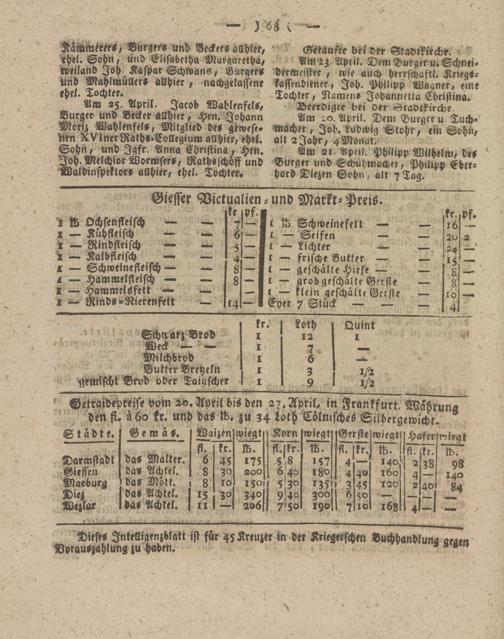 — ) 68 ( —
Kämmerers, Burgers und Beckers allhier,
ehel. Sohn, und Elisabetha Margaretha,
weiland Joh. Kaspar Schwans, Burgers
und Mahlmüllers allhier, nachgelassene
ehel. Tochter.
Am 25. April. Jacob Wahlenfels,
Burger und Becker allhier, Hrn. Johann
Moriz Wahlenfels, Mitglied des gewese-
nen XVIner Raths-Collegium allhier, ehel.
Sohn, und Jgfr. Anna Christina, Hrn.
Joh. Melchior Wormsers, Rathsschöff und
Waldinspektors allhier, ehel. Tochter.
Getaufte bei der Stadtkirche.
Am 23. April. Dem Burger u. Schnei-
dermeister, wie auch herrschaftl. Kriegs-
kassendiener, Joh. Philipp Wagner, eine
Tochter, Namens Johannetta Christina.
Beerdigte bei der Stadtkirche.
Am 20. April. Dem Burger u. Tuch-
macher, Joh. Ludwig Stohr, ein Sohn,
alt 2 Jahr, 4 Monat.
Am 21. April. Philipp Wilhelm, des
Burger und Schuhmacher, Philipp Eber-
hard Diezen Sohn, alt 7 Tag.
Giesser Victualien- und Markt-Preis.
kr. pf.
1 lb Ochsenfleisch — — 7 —
1 — Kuhfleisch — — 6 —
1 — Rindfleisch — — 5 —
1 — Kalbfleisch — — 4 —
1 — Schweinefleisch — — 8 —
1 — Hammelsfleisch — — 8 —
1 — Hammelsfett — —
1 — Rinds-Nierenfett 14 —
kr. pf.
1 lb Schweinefett — — 16 —
1 — Seifen — — 20 2
1 — Lichter — — 24 —
1 — frische Butter — — 15 —
1 — geschälte Hirse — — 8 —
1 — grob geschälte Gerste — 8 —
1 — klein geschälte Gerste — 10 —
Eyer 7 Stück — — 4
kr. Loth Quint
Schwarz Brod 1 12 1
Weck — — 1 7 —
Milchbrod 1 6 —
Butter Bretzeln 1 3 1/2
gemischt Brod oder Taigscher 1 9 1/2
Getraidepreise vom 20. April bis den 27. April, in Frankfurt. Währung
den fl. à 60 kr. und das lb. zu 34 Loth Cölnisches Silbergewicht.
Städte. Gemäs. Waizen wiegt Korn wiegt Gerste wiegt Hafer wiegt
fl. kr. lb. fl. kr. lb. fl. kr. lb. fl. kr. lb.
Darmstadt das Malter. 6 45 175 5 8 157 4 — 140 2 38 98
Giessen das Achtel. 8 30 200 6 40 180 4 40 160 4 — 140
Marburg das Mött. 8 10 150 5 30 135 3 45 120 2 40 84
Diez das Achtel. 15 30 340 9 40 300 6 50 — — — —
Wezlar das Achtel. 11 — 206 7 50 190 7 10 168 4 — —
Dieses Intelligenzblatt ist für 45 Kreuzer in der Kriegerschen Buchhandlung gegen
Vorauszahlung zu haben.